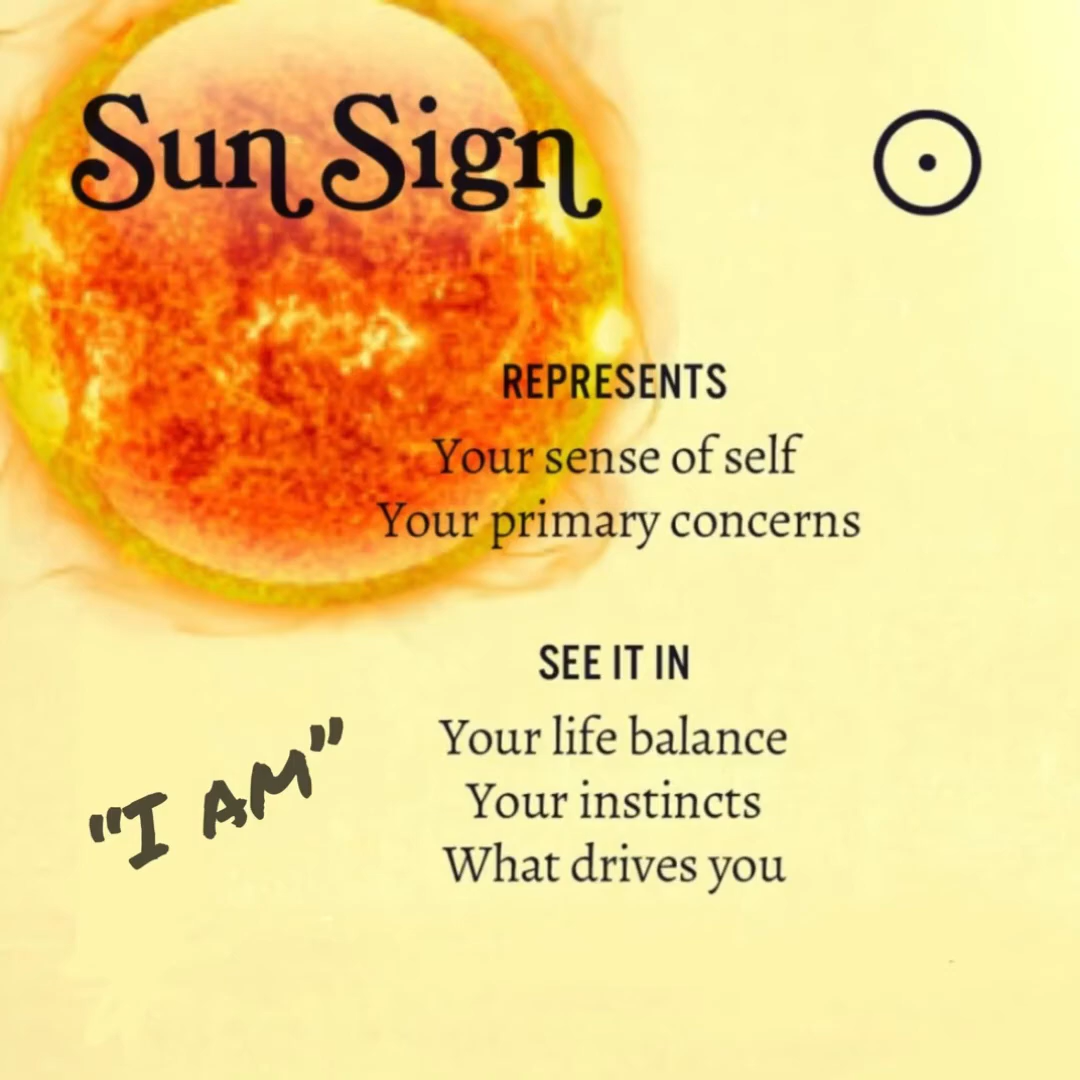 Sun Sign
REPRESENTS
Your sense of self
Your primary concerns
SEE IT IN
Your life balance
Your instincts
What drives you
"I AM"